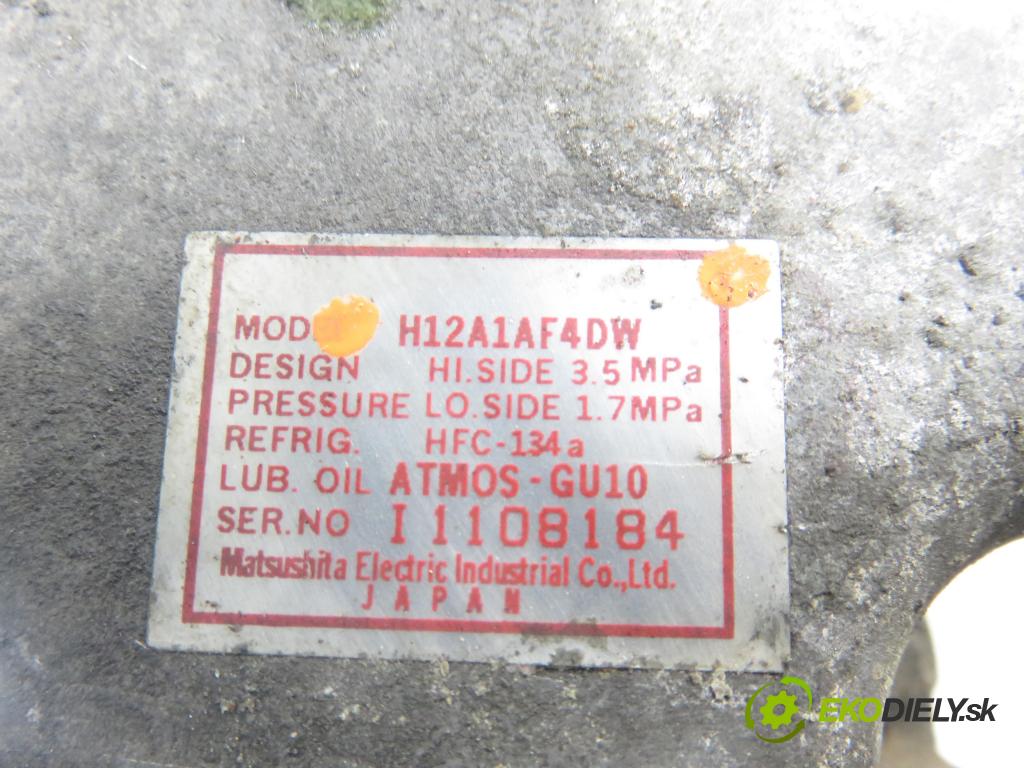 MODEL H12A1AF4DW
DESIGN HI.SIDE 3.5MPa
PRESSURE LO.SIDE 1.7MPa
REFRIG. HFC-134a
LUB. OIL ATMOS-GU10
SER.NO I1108184
Matsushita Electric Industrial Co.,Ltd.
JAPAN
EKODIELY.sk